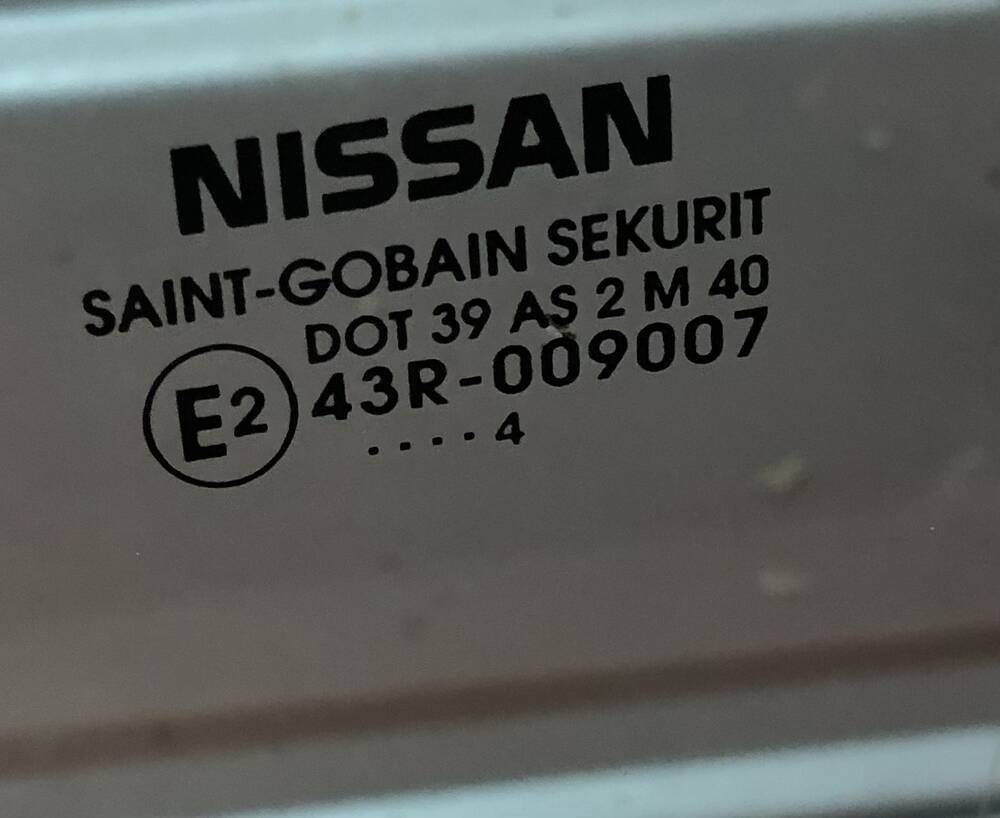 NISSAN
SAINT-GOBAIN SEKURIT
DOT 39 AS 2 M 40
E2 43R-009007
....4